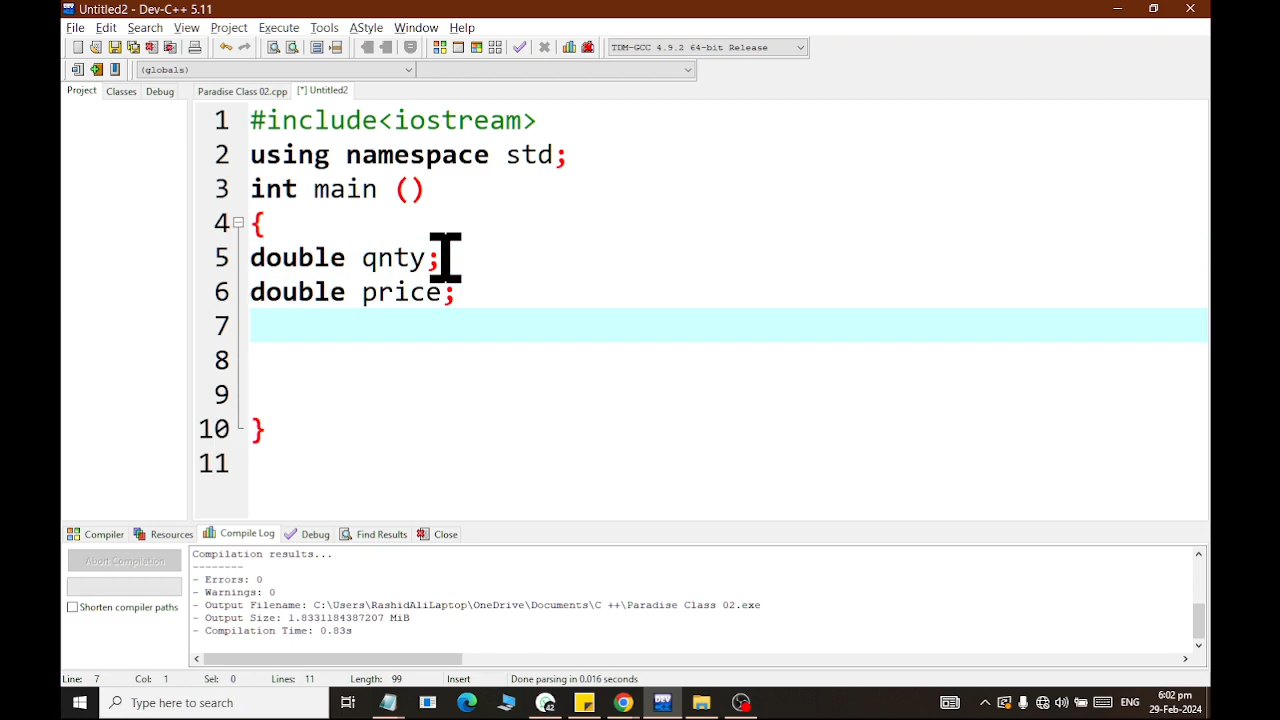 Untitled2 - Dev-C++ 5.11
File Edit Search View Project Execute Tools AStyle Window Help
TDM-GCC 4.9.2 64-bit Release
(globals)
Project Classes Debug Paradise Class 02.cpp [*] Untitled2
1 #include<iostream>
2 using namespace std;
3 int main ()
4 {
5 double qnty;
6 double price;
7
8
9
10 }
11
Compiler Resources Compile Log Debug Find Results Close
Abort Compilation
Shorten compiler paths
Compilation results...
--------
- Errors: 0
- Warnings: 0
- Output Filename: C:\Users\RashidAliLaptop\OneDrive\Documents\C ++\Paradise Class 02.exe
- Output Size: 1.8331184387207 MiB
- Compilation Time: 0.83s
Line: 7 Col: 1 Sel: 0 Lines: 11 Length: 99 Insert Done parsing in 0.016 seconds
Type here to search
DEV
ENG
6:02 pm
29-Feb-2024